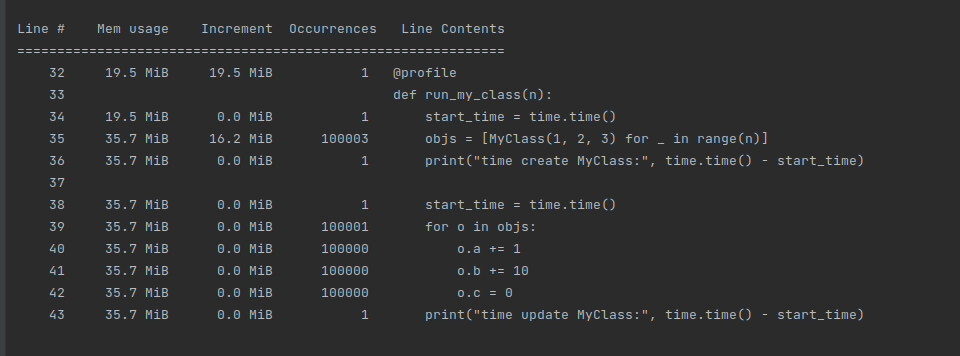 Line #    Mem usage    Increment  Occurrences   Line Contents
=============================================================
    32     19.5 MiB     19.5 MiB           1   @profile
    33                                         def run_my_class(n):
    34     19.5 MiB      0.0 MiB           1       start_time = time.time()
    35     35.7 MiB     16.2 MiB      100003       objs = [MyClass(1, 2, 3) for _ in range(n)]
    36     35.7 MiB      0.0 MiB           1       print("time create MyClass:", time.time() - start_time)
    37
    38     35.7 MiB      0.0 MiB           1       start_time = time.time()
    39     35.7 MiB      0.0 MiB      100001       for o in objs:
    40     35.7 MiB      0.0 MiB      100000           o.a += 1
    41     35.7 MiB      0.0 MiB      100000           o.b += 10
    42     35.7 MiB      0.0 MiB      100000           o.c = 0
    43     35.7 MiB      0.0 MiB           1       print("time update MyClass:", time.time() - start_time)